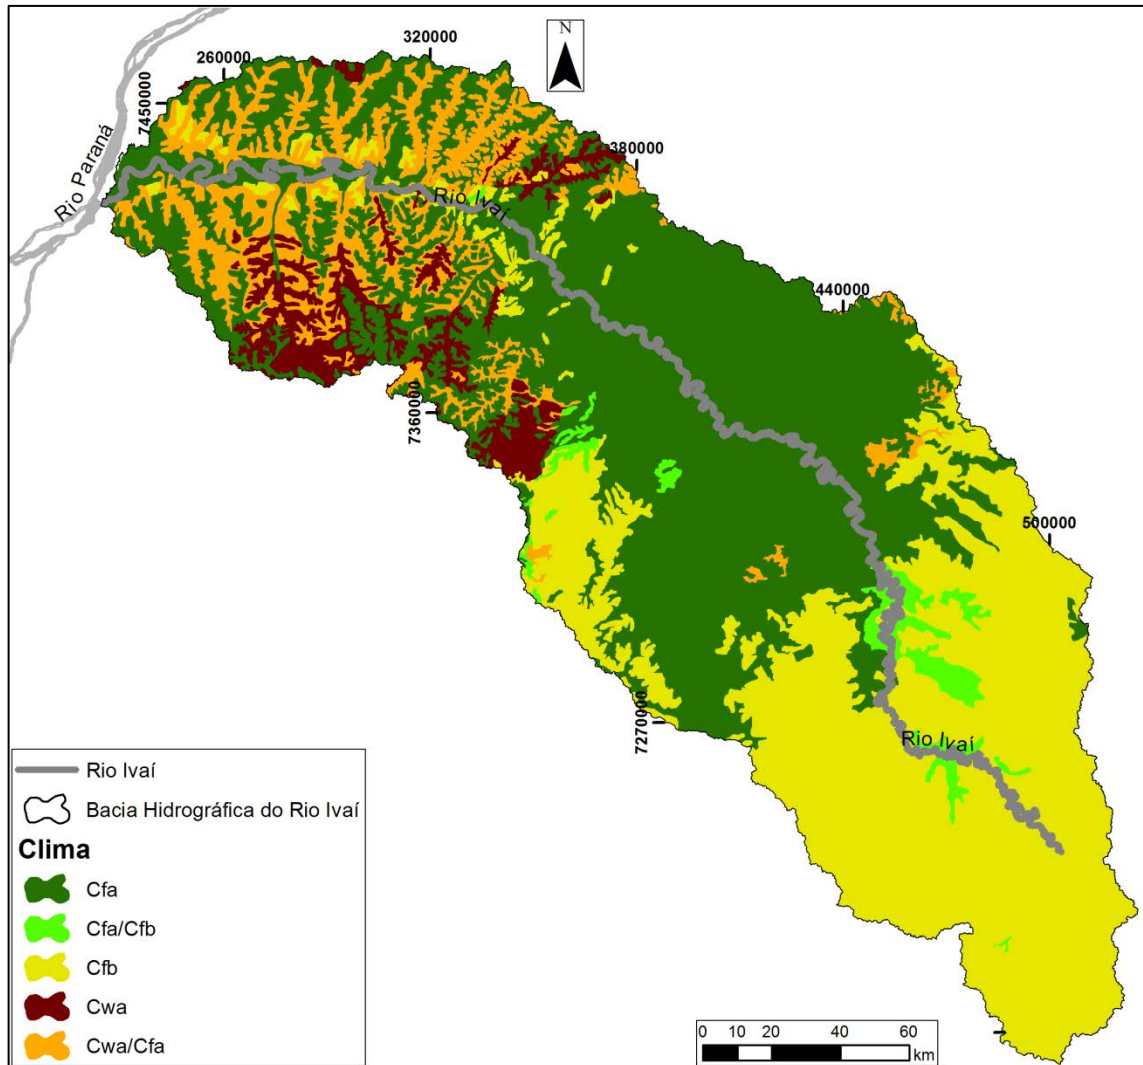 N
320000
260000
7450000
Rio Paraná
380000
Rio Ivaí
440000
7360000
500000
7270000
Rio Ivaí
Rio Ivaí
Bacia Hidrográfica do Rio Ivaí
Clima
Cfa
Cfa/Cfb
Cfb
Cwa
Cwa/Cfa
0 10 20 40 60
km